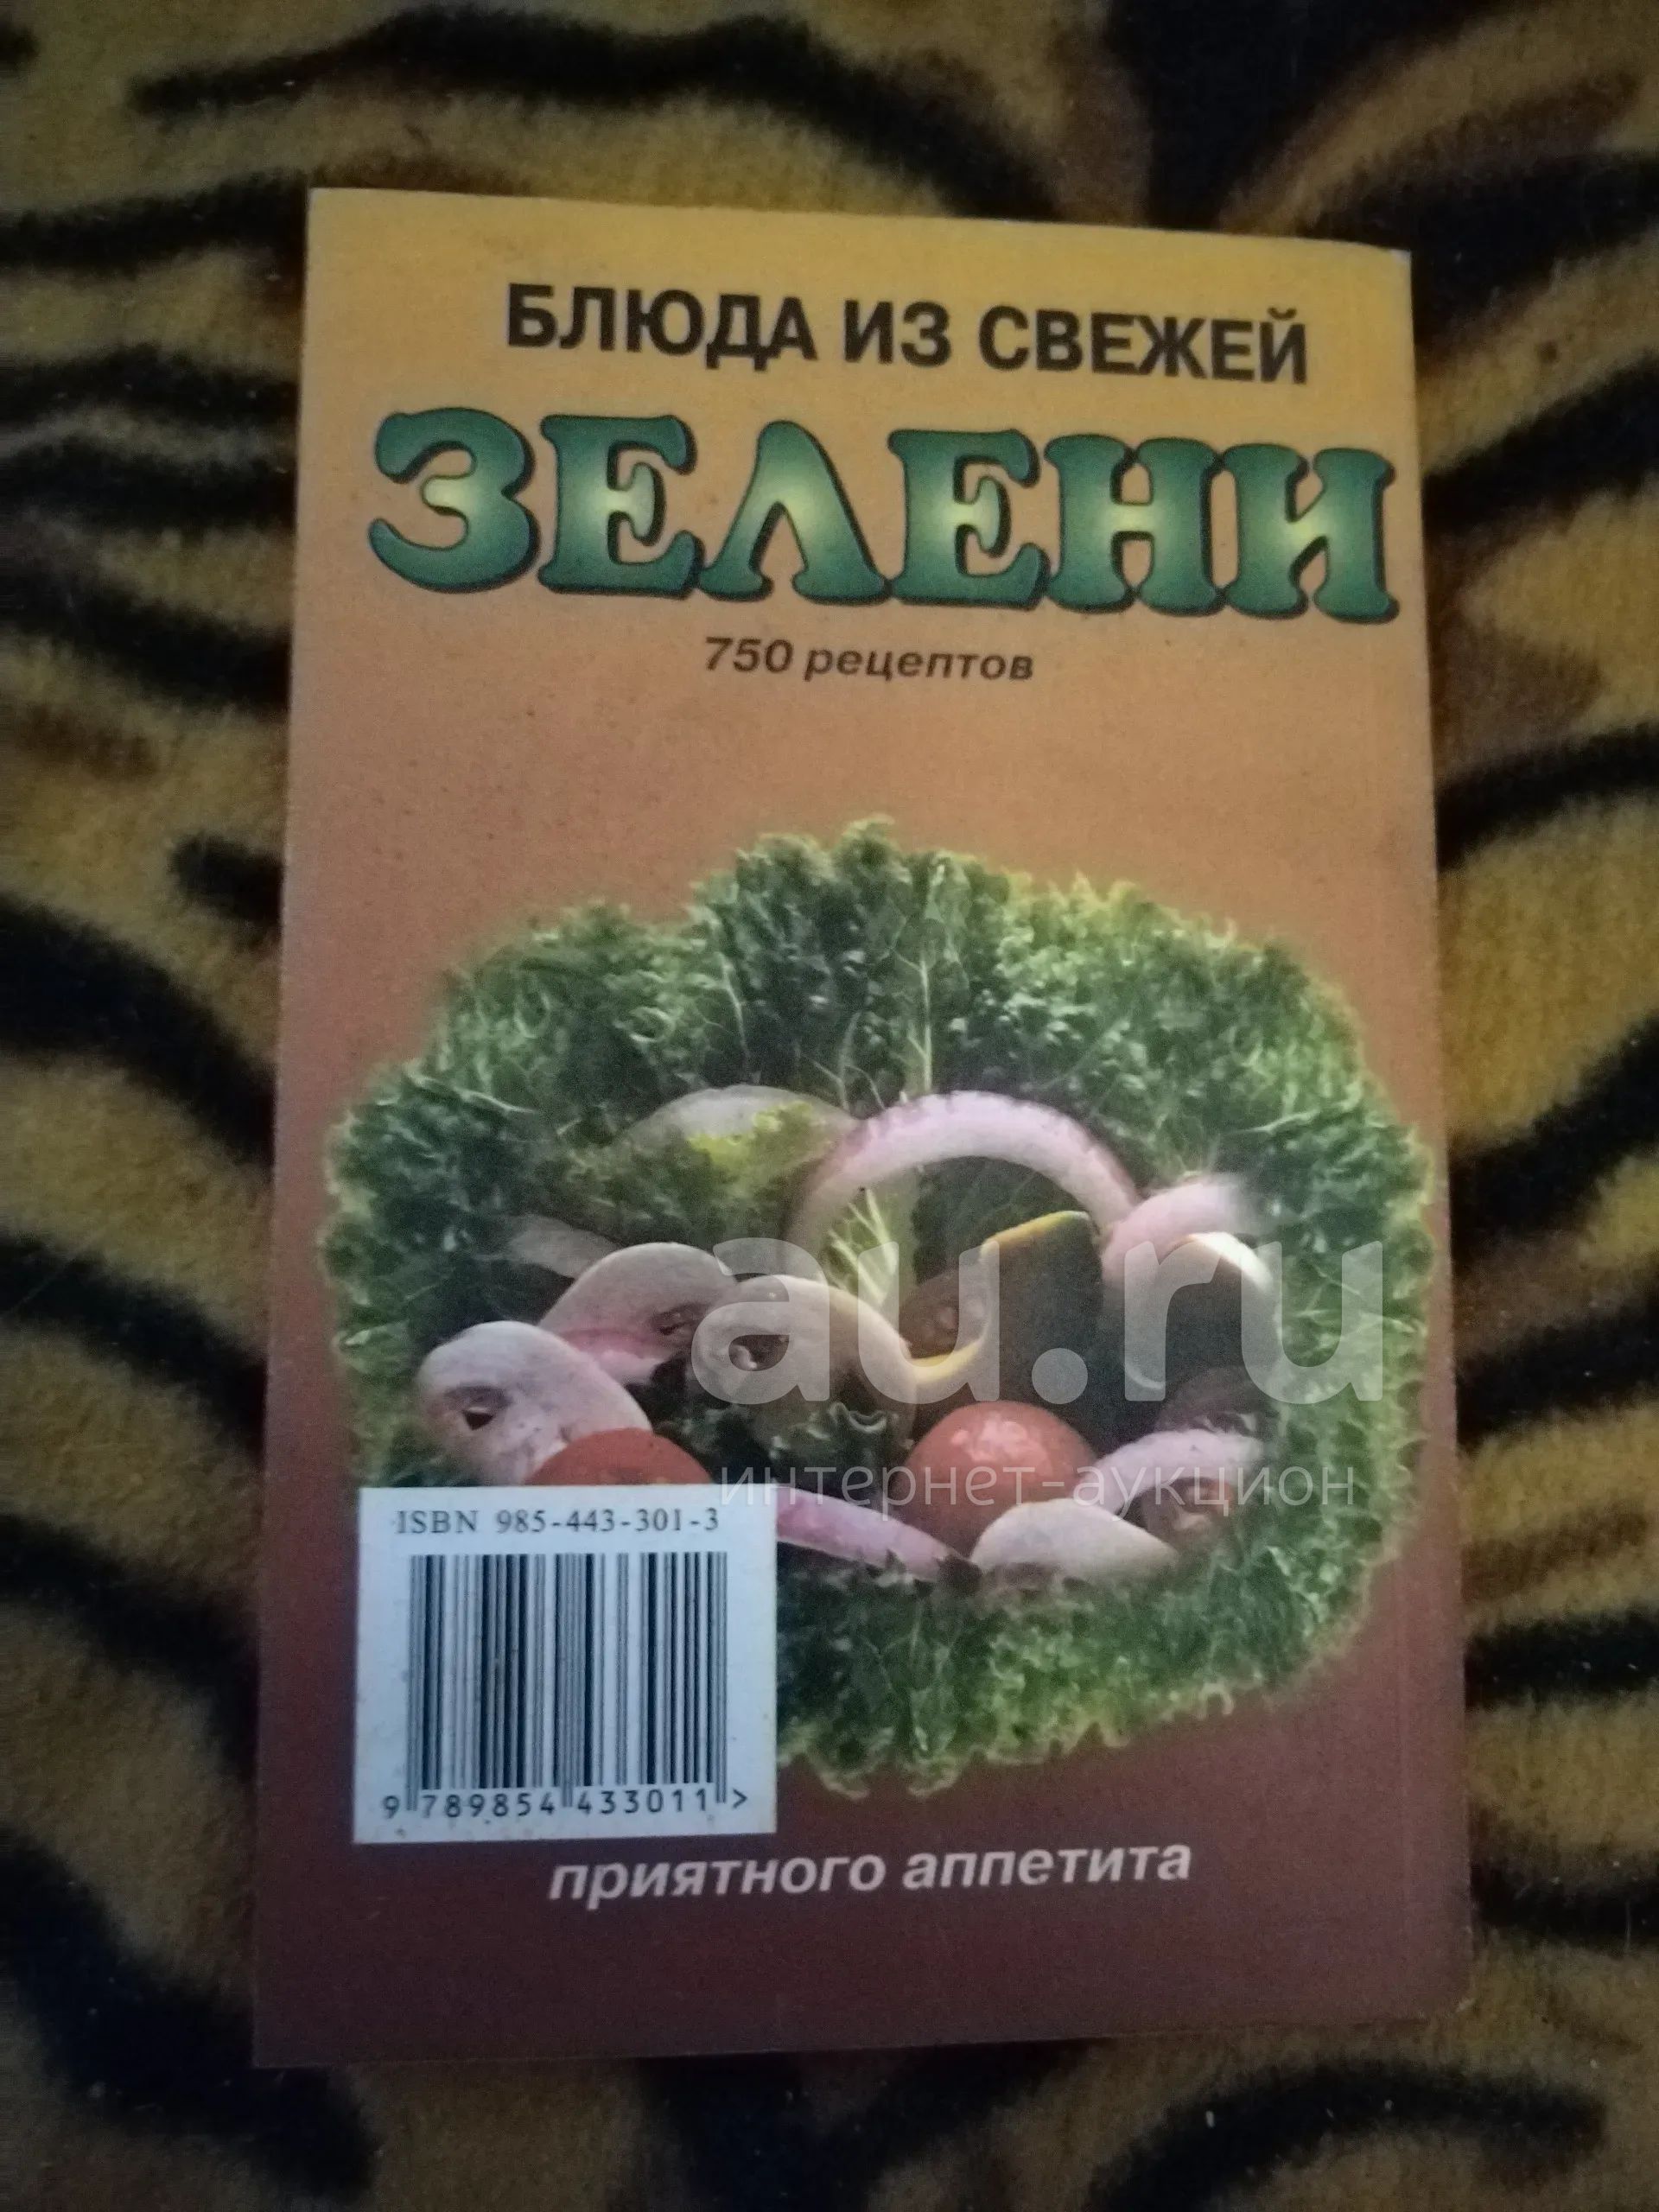 БЛЮДА ИЗ СВЕЖЕЙ
ЗЕЛЕНИ
750 рецептов
au.ru
интернет-аукцион
ISBN 985-443-301-3
9 789854 433011 >
приятного аппетита